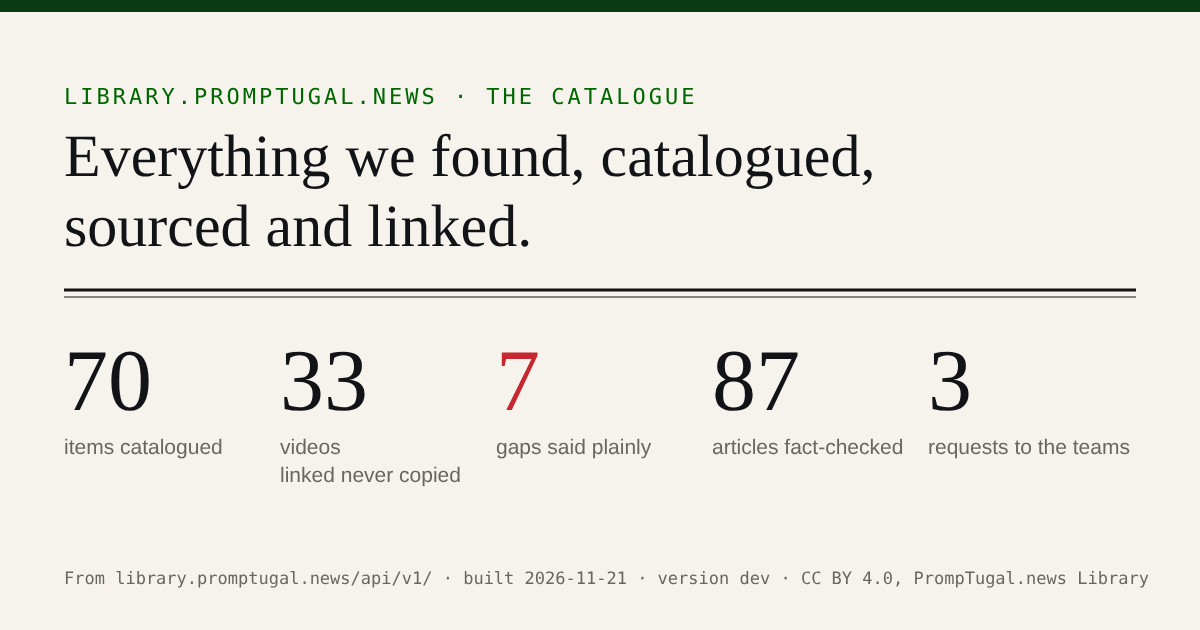 LIBRARY.PROMPTUGAL.NEWS · THE CATALOGUE
Everything we found, catalogued,
sourced and linked.
70
items catalogued
33
videos
linked never copied
7
gaps said plainly
87
articles fact-checked
3
requests to the teams
From library.promptugal.news/api/v1/ · built 2026-11-21 · version dev · CC BY 4.0, PrompTugal.news Library